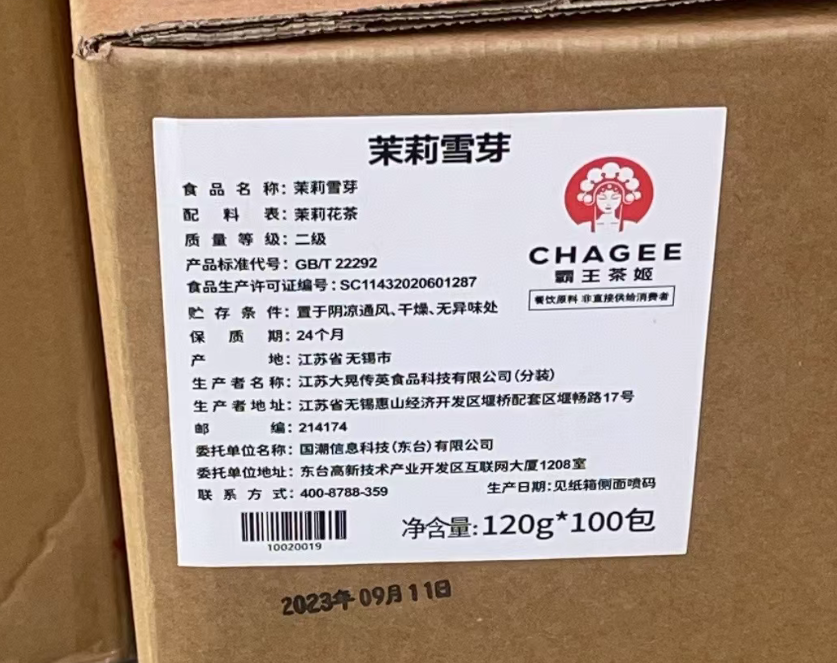 茉莉雪芽
食品名称：茉莉雪芽
配料表：茉莉花茶
质量等级：二级
产品标准代号：GB/T 22292
食品生产许可证编号：SC11432020601287
贮存条件：置于阴凉通风、干燥、无异味处
保质期：24个月
产地：江苏省无锡市
生产者名称：江苏大晃传英食品科技有限公司（分装）
生产者地址：江苏省无锡惠山经济开发区堰桥配套区堰畅路17号
邮编：214174
委托单位名称：国潮信息科技（东台）有限公司
委托单位地址：东台高新技术产业开发区互联网大厦1208室
联系方式：400-8788-359
生产日期：见纸箱侧面喷码
净含量：120g*100包
10020019
CHAGEE
霸王茶姬
餐饮原料 非直接供给消费者
2023年09月11日